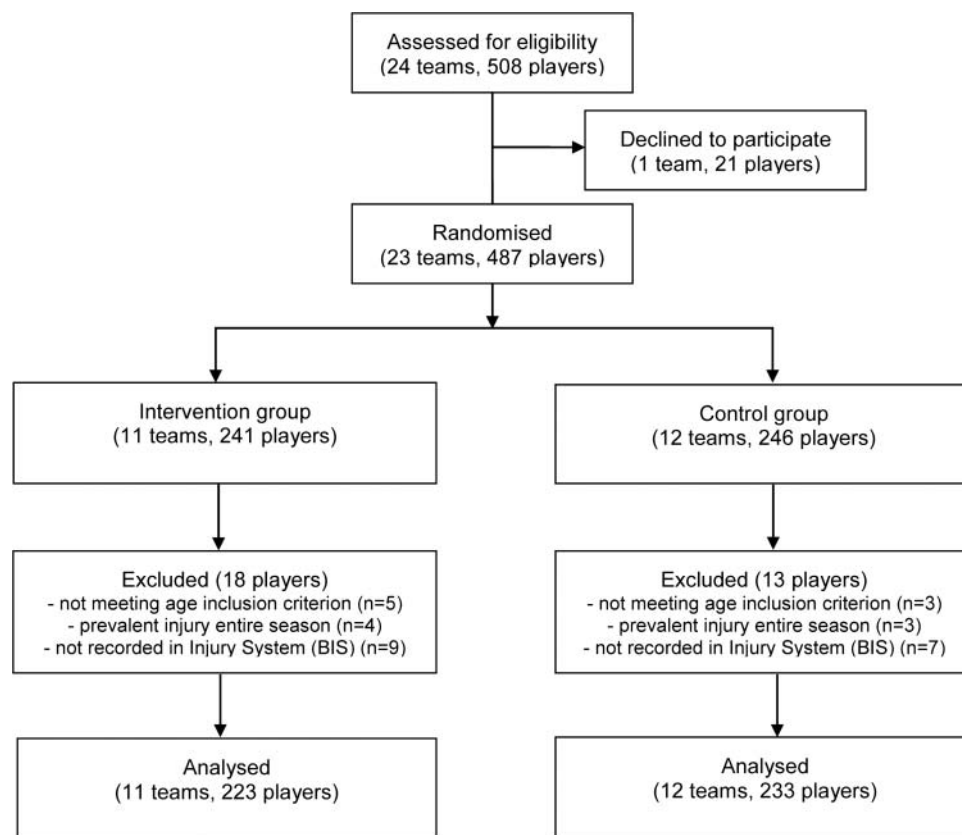 Assessed for eligibility
(24 teams, 508 players)
Declined to participate
(1 team, 21 players)
Randomised
(23 teams, 487 players)
Intervention group
(11 teams, 241 players)
Control group
(12 teams, 246 players)
Excluded (18 players)
- not meeting age inclusion criterion (n=5)
- prevalent injury entire season (n=4)
- not recorded in Injury System (BIS) (n=9)
Excluded (13 players)
- not meeting age inclusion criterion (n=3)
- prevalent injury entire season (n=3)
- not recorded in Injury System (BIS) (n=7)
Analysed
(11 teams, 223 players)
Analysed
(12 teams, 233 players)